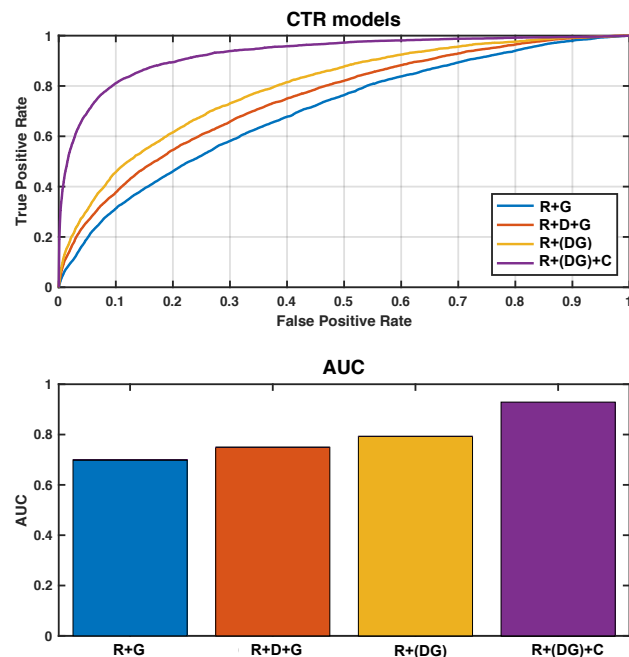 CTR models
True Positive Rate
1
0.8
0.6
0.4
0.2
0
0 0.1 0.2 0.3 0.4 0.5 0.6 0.7 0.8 0.9 1
False Positive Rate
R+G
R+D+G
R+(DG)
R+(DG)+C
AUC
AUC
1
0.8
0.6
0.4
0.2
0
R+G R+D+G R+(DG) R+(DG)+C